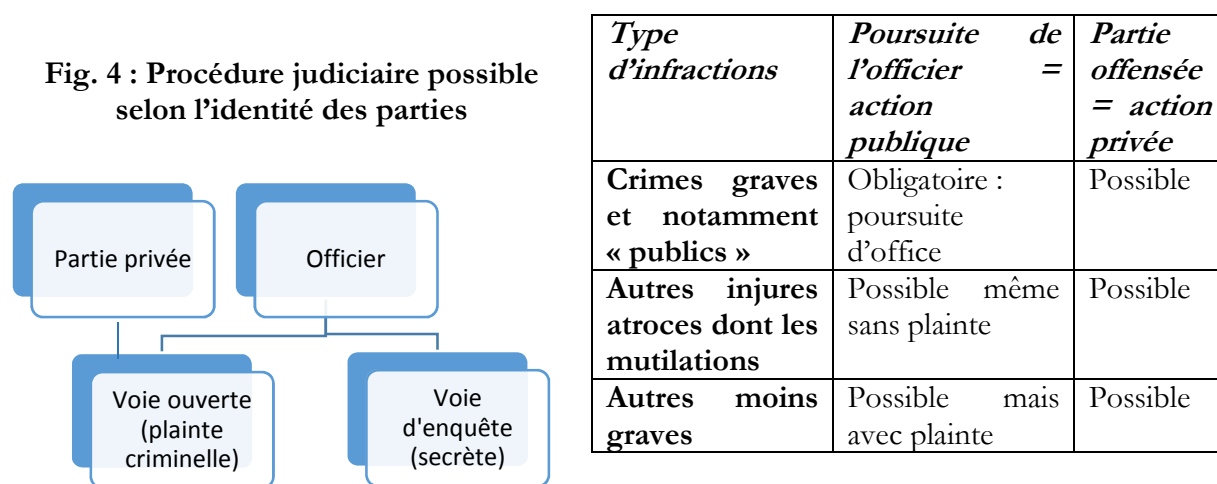 Fig. 4 : Procédure judiciaire possible
selon l'identité des parties
Partie privée
Officier
Voie ouverte
(plainte
criminelle)
Voie
d'enquête
(secrète)
Type
d'infractions
Poursuite de
l'officier =
action
publique
Partie
offensée
= action
privée
Crimes graves
et notamment
« publics »
Obligatoire :
poursuite
d'office
Possible
Autres injures
atroces dont les
mutilations
Possible même
sans plainte
Possible
Autres moins
graves
Possible mais
avec plainte
Possible